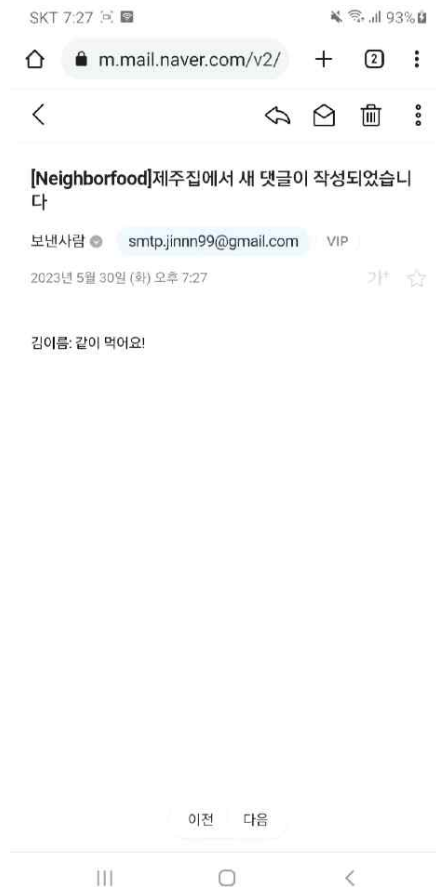 SKT 7:27
93%
m.mail.naver.com/v2/
2
[Neighborfood]제주집에서 새 댓글이 작성되었습니
다
보낸사람 smtp.jinnn99@gmail.com VIP
2023년 5월 30일 (화) 오후 7:27
가+
김이름: 같이 먹어요!
이전 다음